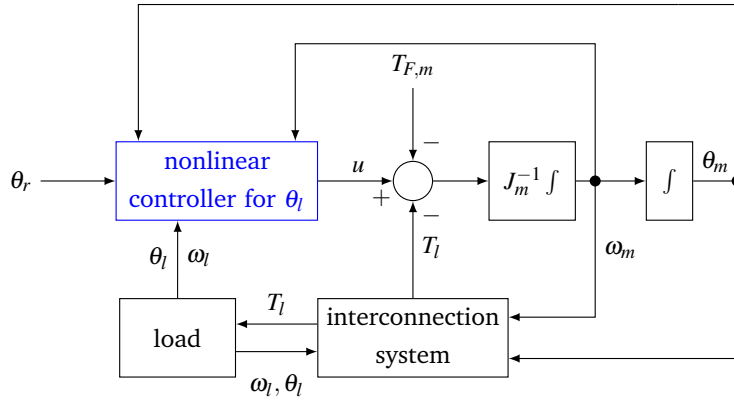 T_{F,m}
−
θ_r
nonlinear
controller for θ_l
u
+
−
J_m^{-1} ∫
∫
θ_m
θ_l ω_l
T_l
ω_m
load
T_l
interconnection
system
ω_l, θ_l